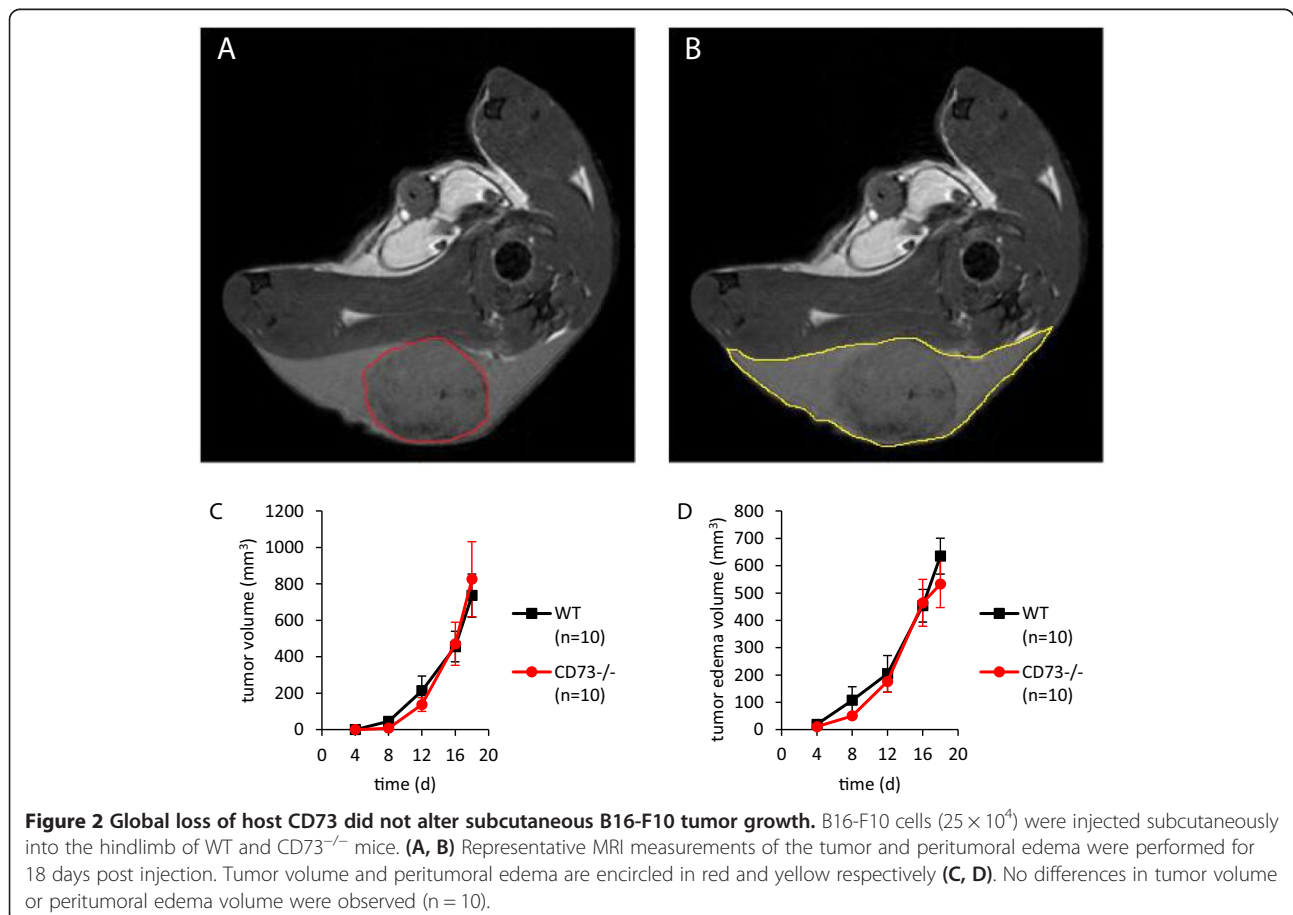 A
B
C
tumor volume (mm³)
1200
1000
800
600
400
200
0
0 4 8 12 16 20
time (d)
WT
(n=10)
CD73-/-
(n=10)
D
tumor edema volume (mm³)
800
700
600
500
400
300
200
100
0
0 4 8 12 16 20
time (d)
WT
(n=10)
CD73-/-
(n=10)
Figure 2 Global loss of host CD73 did not alter subcutaneous B16-F10 tumor growth. B16-F10 cells (25 × 10⁴) were injected subcutaneously
into the hindlimb of WT and CD73⁻/⁻ mice. (A, B) Representative MRI measurements of the tumor and peritumoral edema were performed for
18 days post injection. Tumor volume and peritumoral edema are encircled in red and yellow respectively (C, D). No differences in tumor volume
or peritumoral edema volume were observed (n = 10).